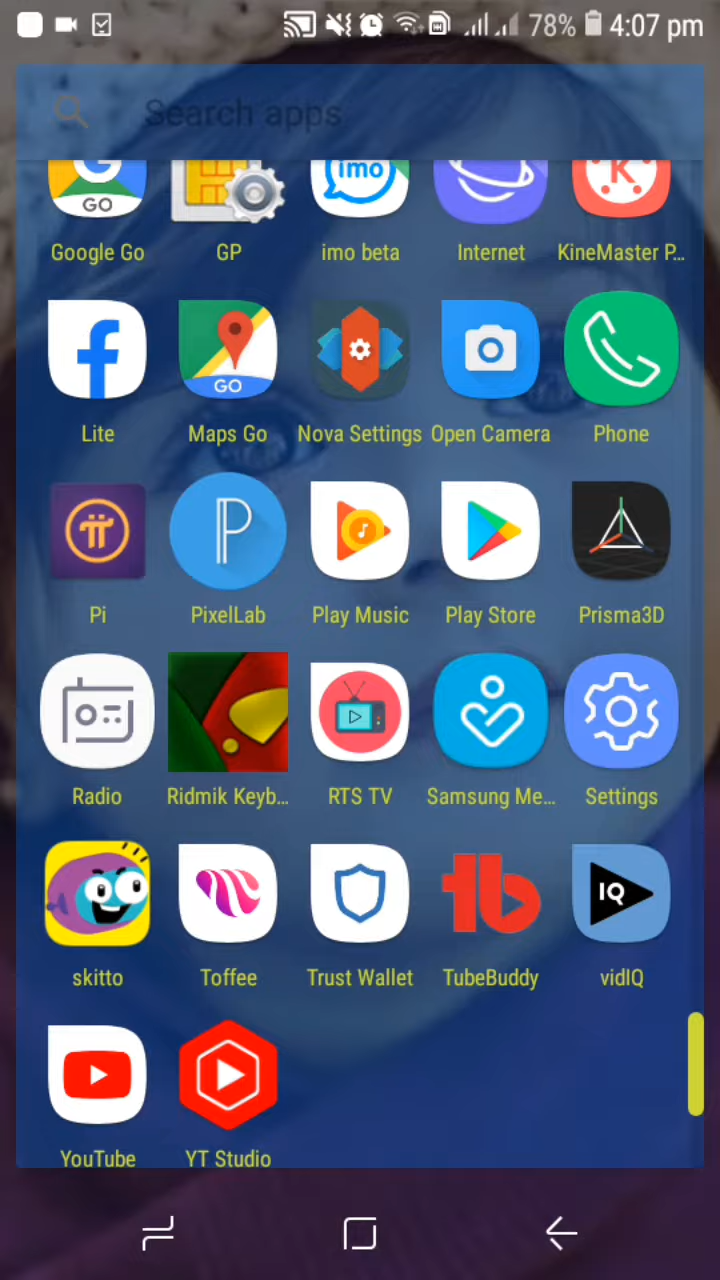 78% 4:07 pm
Search apps
GO
imo
K
Google Go GP imo beta Internet KineMaster P...
GO
Lite Maps Go Nova Settings Open Camera Phone
Pi PixelLab Play Music Play Store Prisma3D
Radio Ridmik Keyb... RTS TV Samsung Me... Settings
tb IQ
skitto Toffee Trust Wallet TubeBuddy vidIQ
YouTube YT Studio